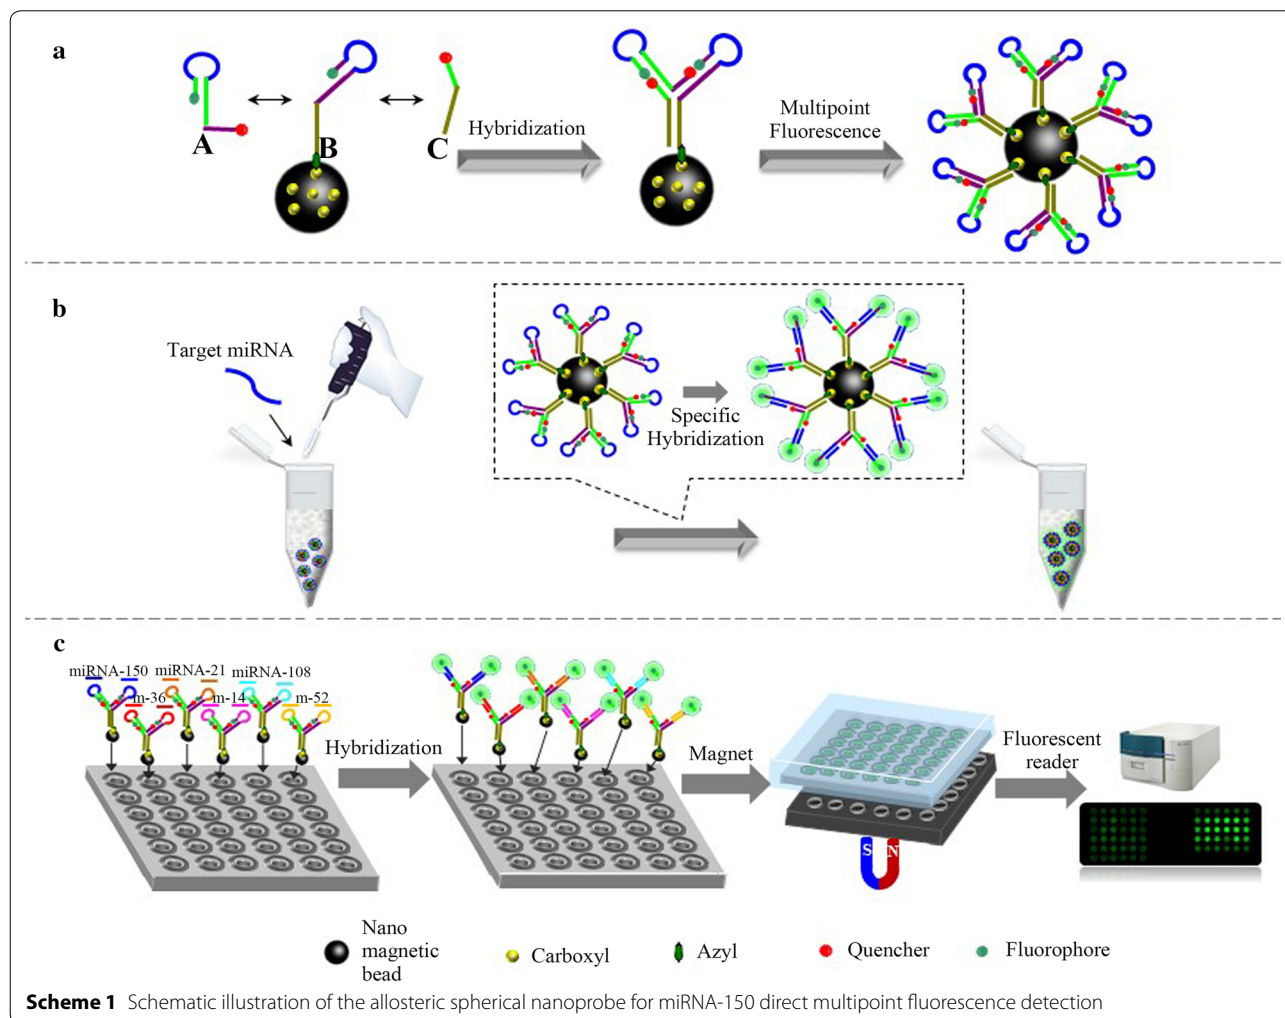 a
A
B
C
Hybridization
Multipoint
Fluorescence
b
Target miRNA
Specific
Hybridization
c
miRNA-150 miRNA-21 miRNA-108
m-36 m-14 m-52
Hybridization
Magnet
Fluorescent
reader
S N
Nano
magnetic
bead
Carboxyl
Azyl
Quencher
Fluorophore
Scheme 1 Schematic illustration of the allosteric spherical nanoprobe for miRNA-150 direct multipoint fluorescence detection